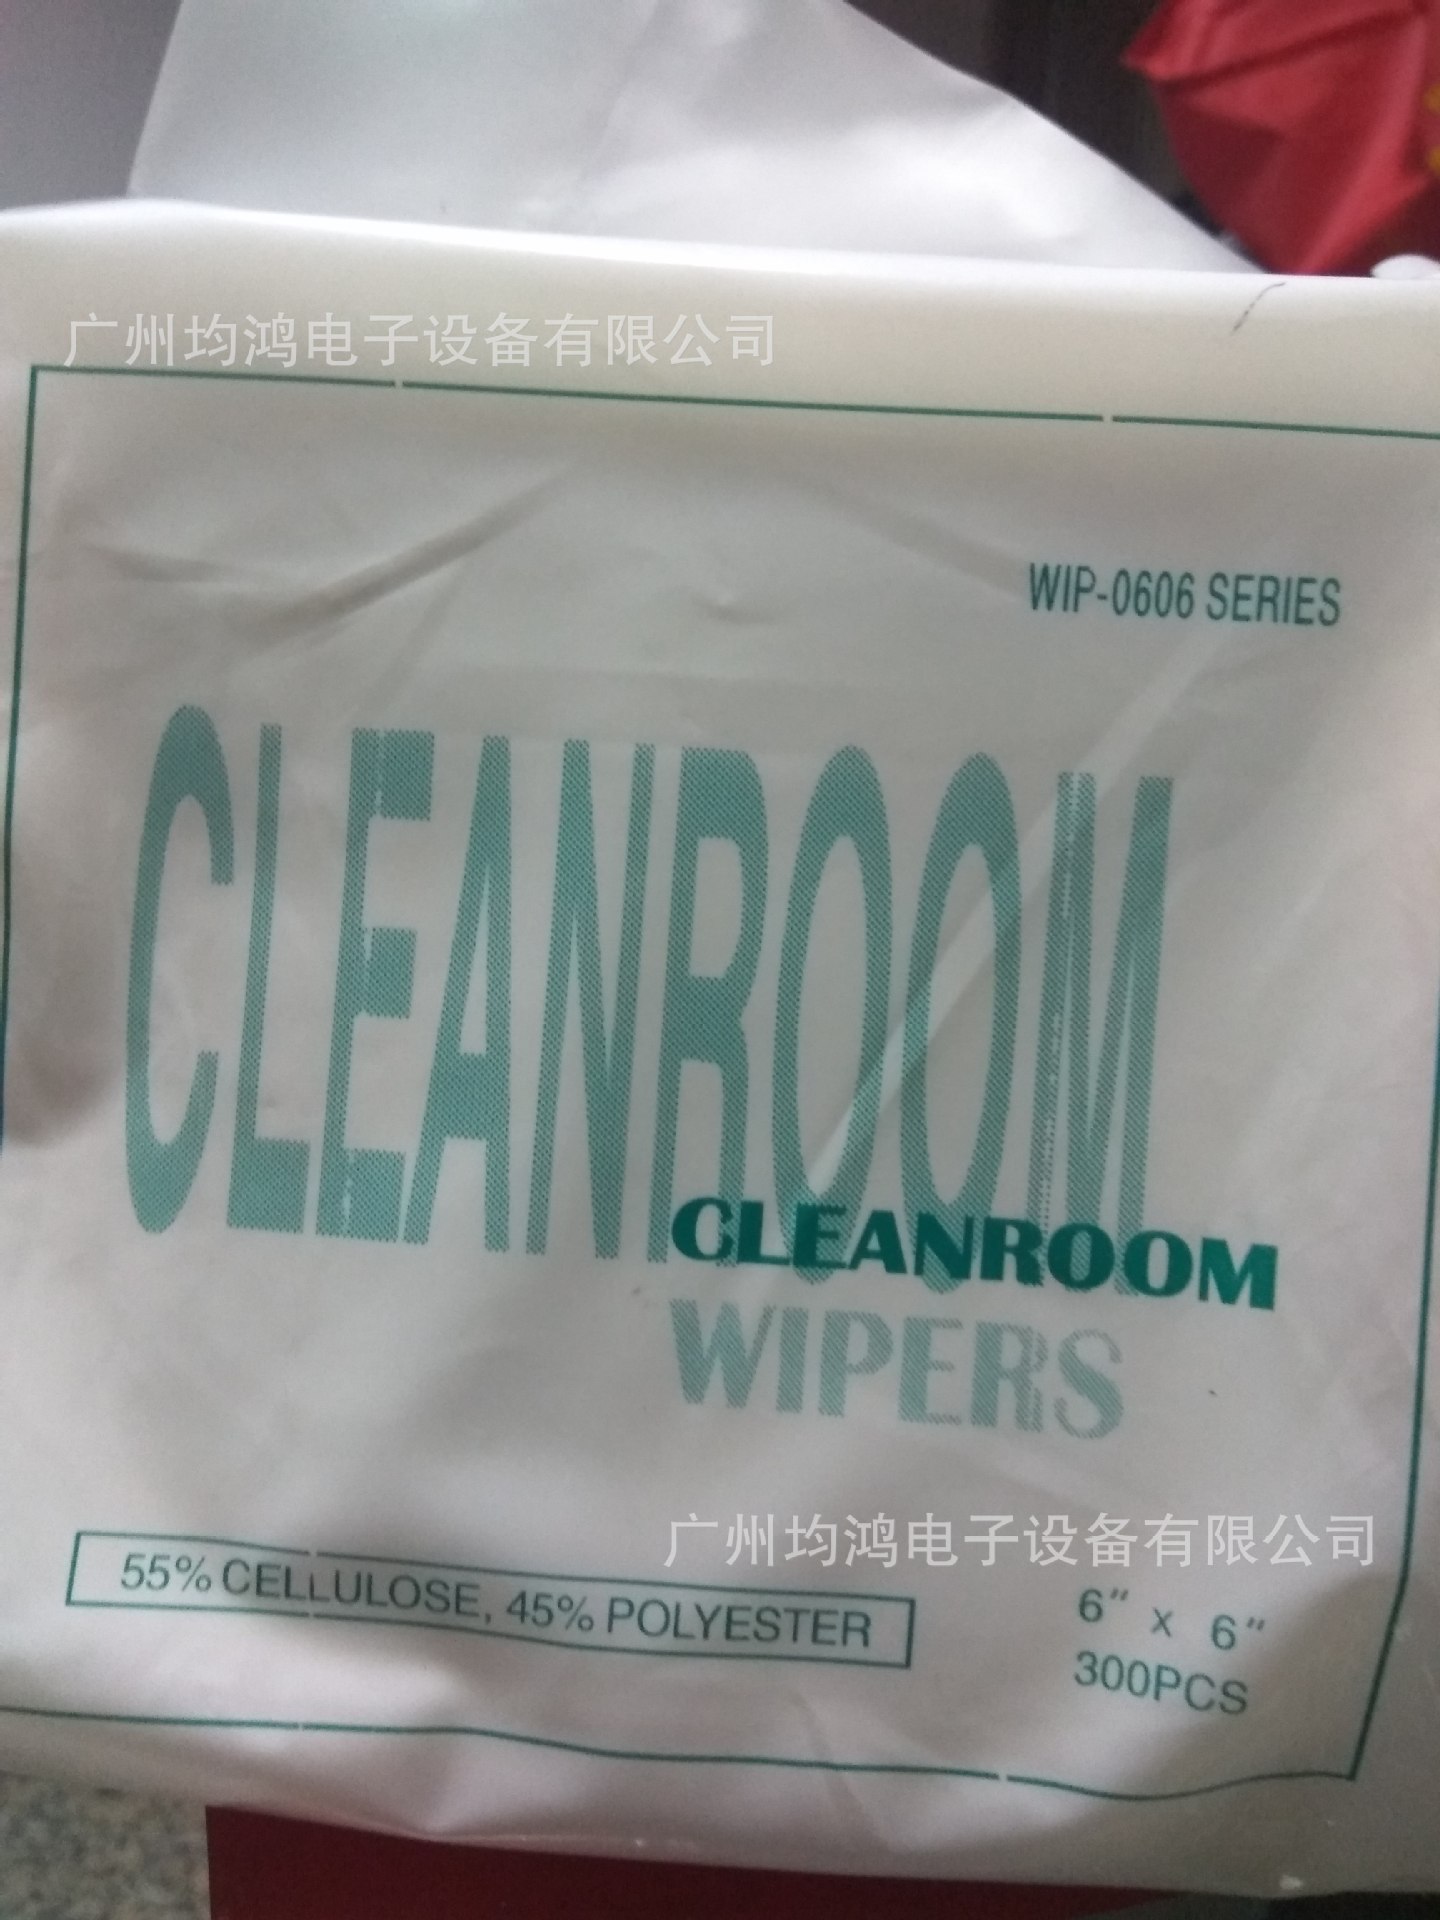 广州均鸿电子设备有限公司
WIP-0606 SERIES
CLEANROOM
CLEANROOM
WIPERS
广州均鸿电子设备有限公司
55% CELLULOSE, 45% POLYESTER
6" x 6"
300PCS